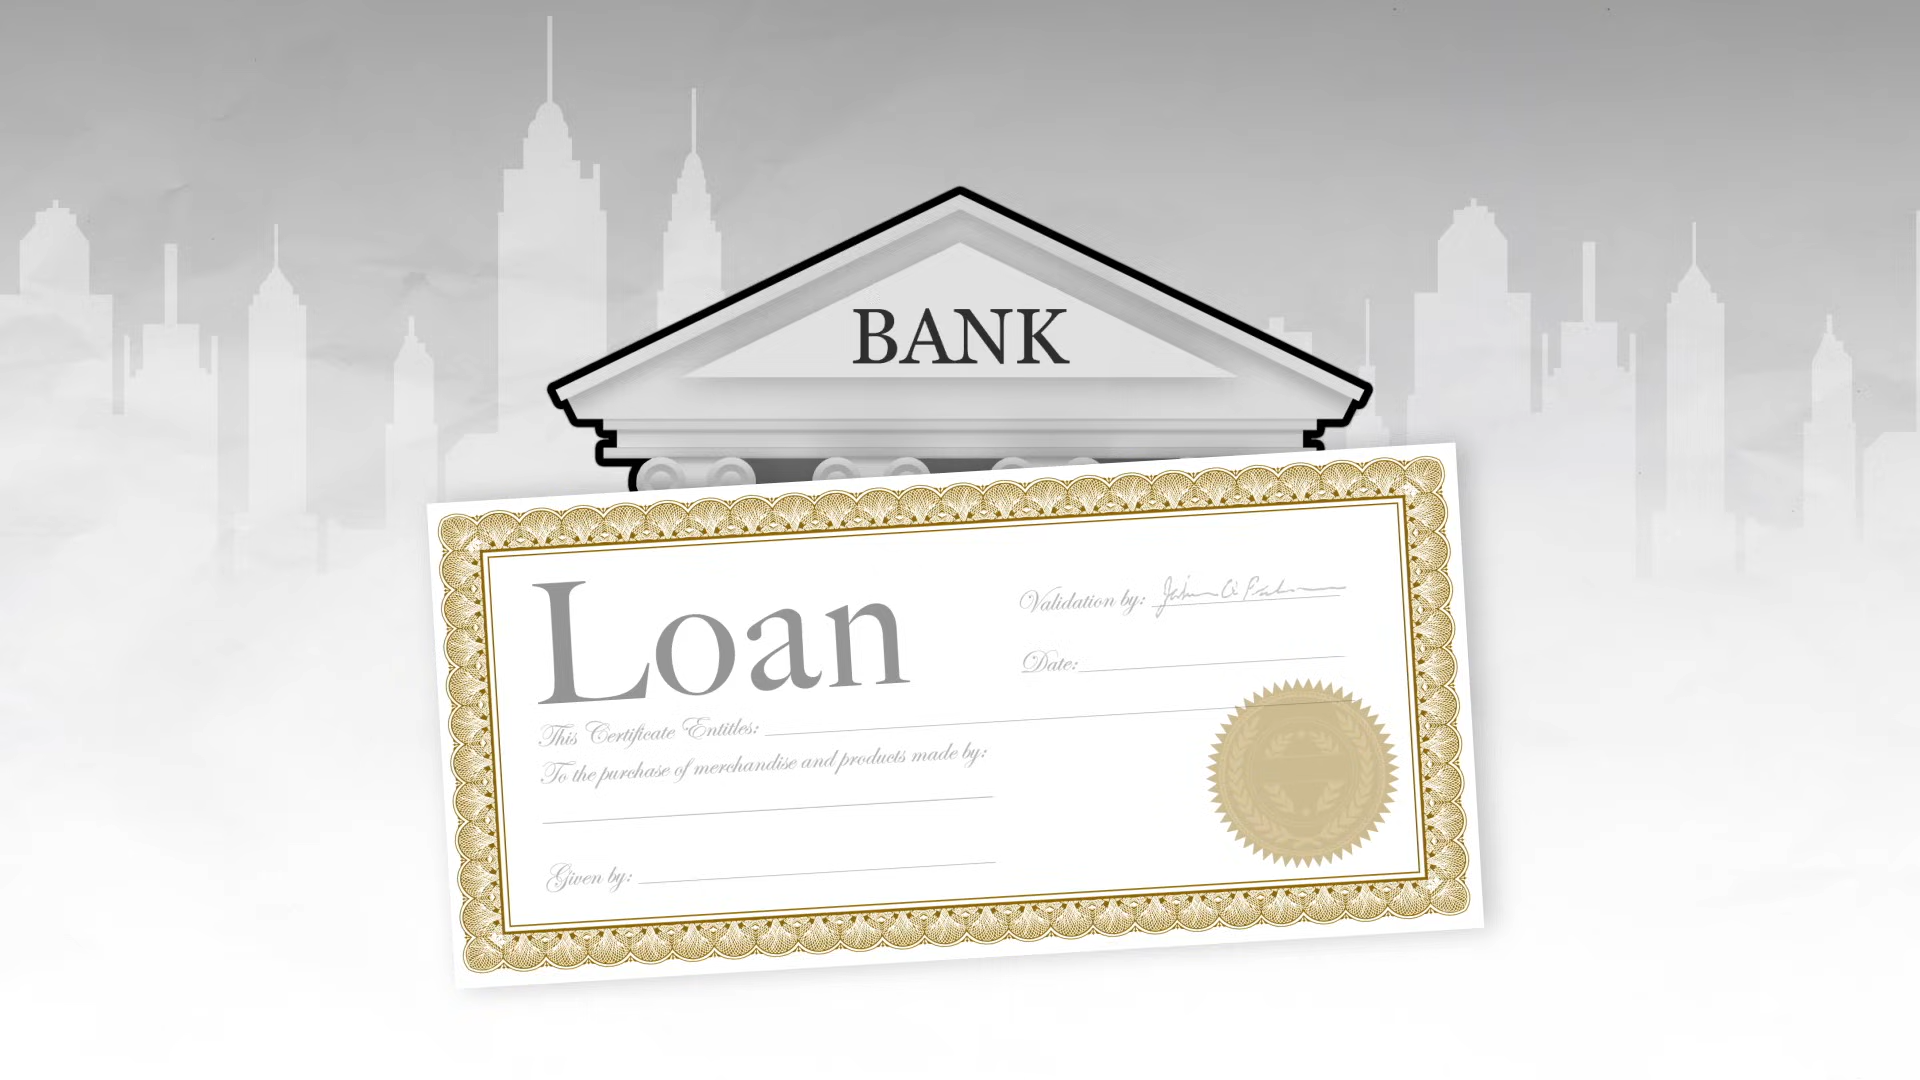 BANK
Loan
Validation by:
Date:
This Certificate Entitles:
To the purchase of merchandise and products made by:
Given by: